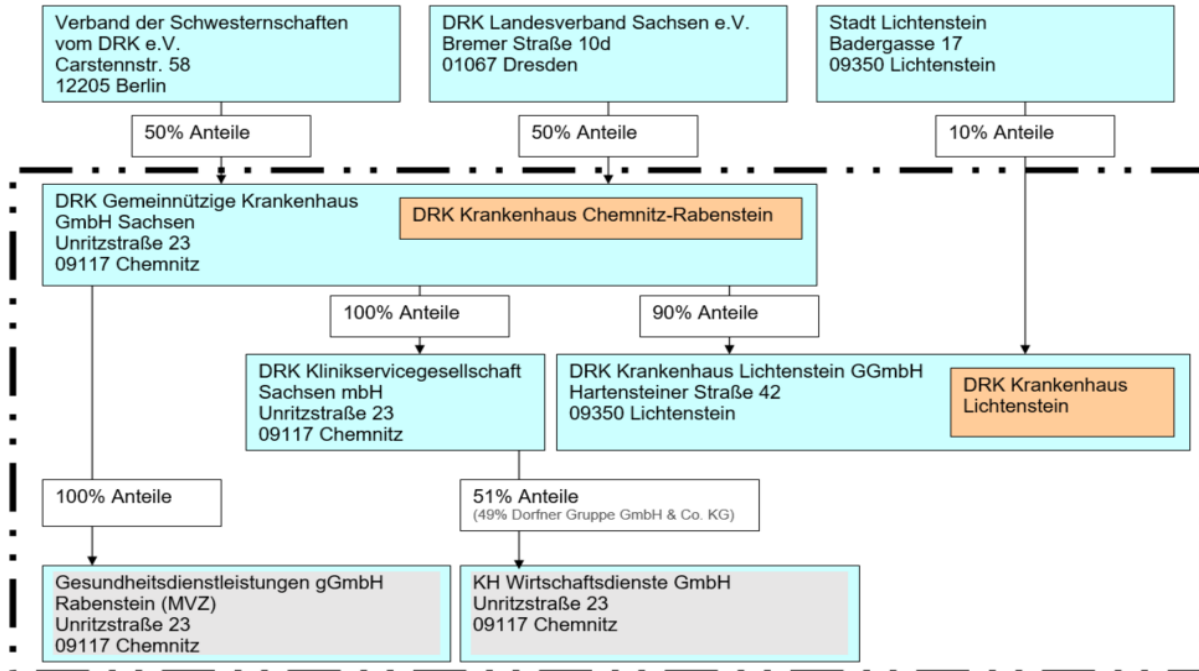 Verband der Schwesternschaften
vom DRK e.V.
Carstennstr. 58
12205 Berlin
DRK Landesverband Sachsen e.V.
Bremer Straße 10d
01067 Dresden
Stadt Lichtenstein
Badergasse 17
09350 Lichtenstein
50% Anteile
50% Anteile
10% Anteile
DRK Gemeinnützige Krankenhaus
GmbH Sachsen
Unritzstraße 23
09117 Chemnitz
DRK Krankenhaus Chemnitz-Rabenstein
100% Anteile
90% Anteile
DRK Klinikservicegesellschaft
Sachsen mbH
Unritzstraße 23
09117 Chemnitz
DRK Krankenhaus Lichtenstein GGmbH
Hartensteiner Straße 42
09350 Lichtenstein
DRK Krankenhaus
Lichtenstein
100% Anteile
51% Anteile
(49% Dorfner Gruppe GmbH & Co. KG)
Gesundheitsdienstleistungen gGmbH
Rabenstein (MVZ)
Unritzstraße 23
09117 Chemnitz
KH Wirtschaftsdienste GmbH
Unritzstraße 23
09117 Chemnitz